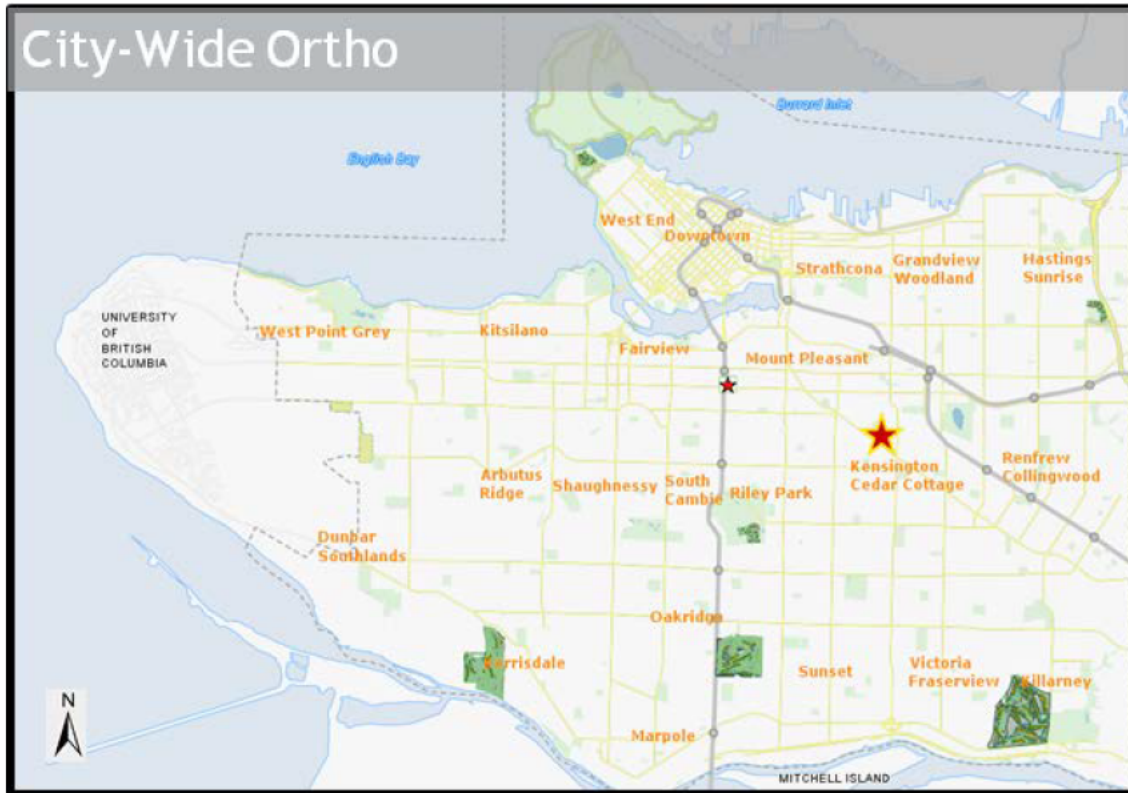 City-Wide Ortho
Burrard Inlet
English Bay
West End
Downtown
Strathcona
Grandview
Woodland
Hastings
Sunrise
UNIVERSITY
OF
BRITISH
COLUMBIA
West Point Grey
Kitsilano
Fairview
Mount Pleasant
Arbutus
Ridge
Shaughnessy
South
Cambie
Riley Park
Kensington
Cedar Cottage
Renfrew
Collingwood
Dunbar
Southlands
Oakridge
Kerrisdale
Sunset
Victoria
Fraserview
Killarney
N
Marpole
MITCHELL ISLAND